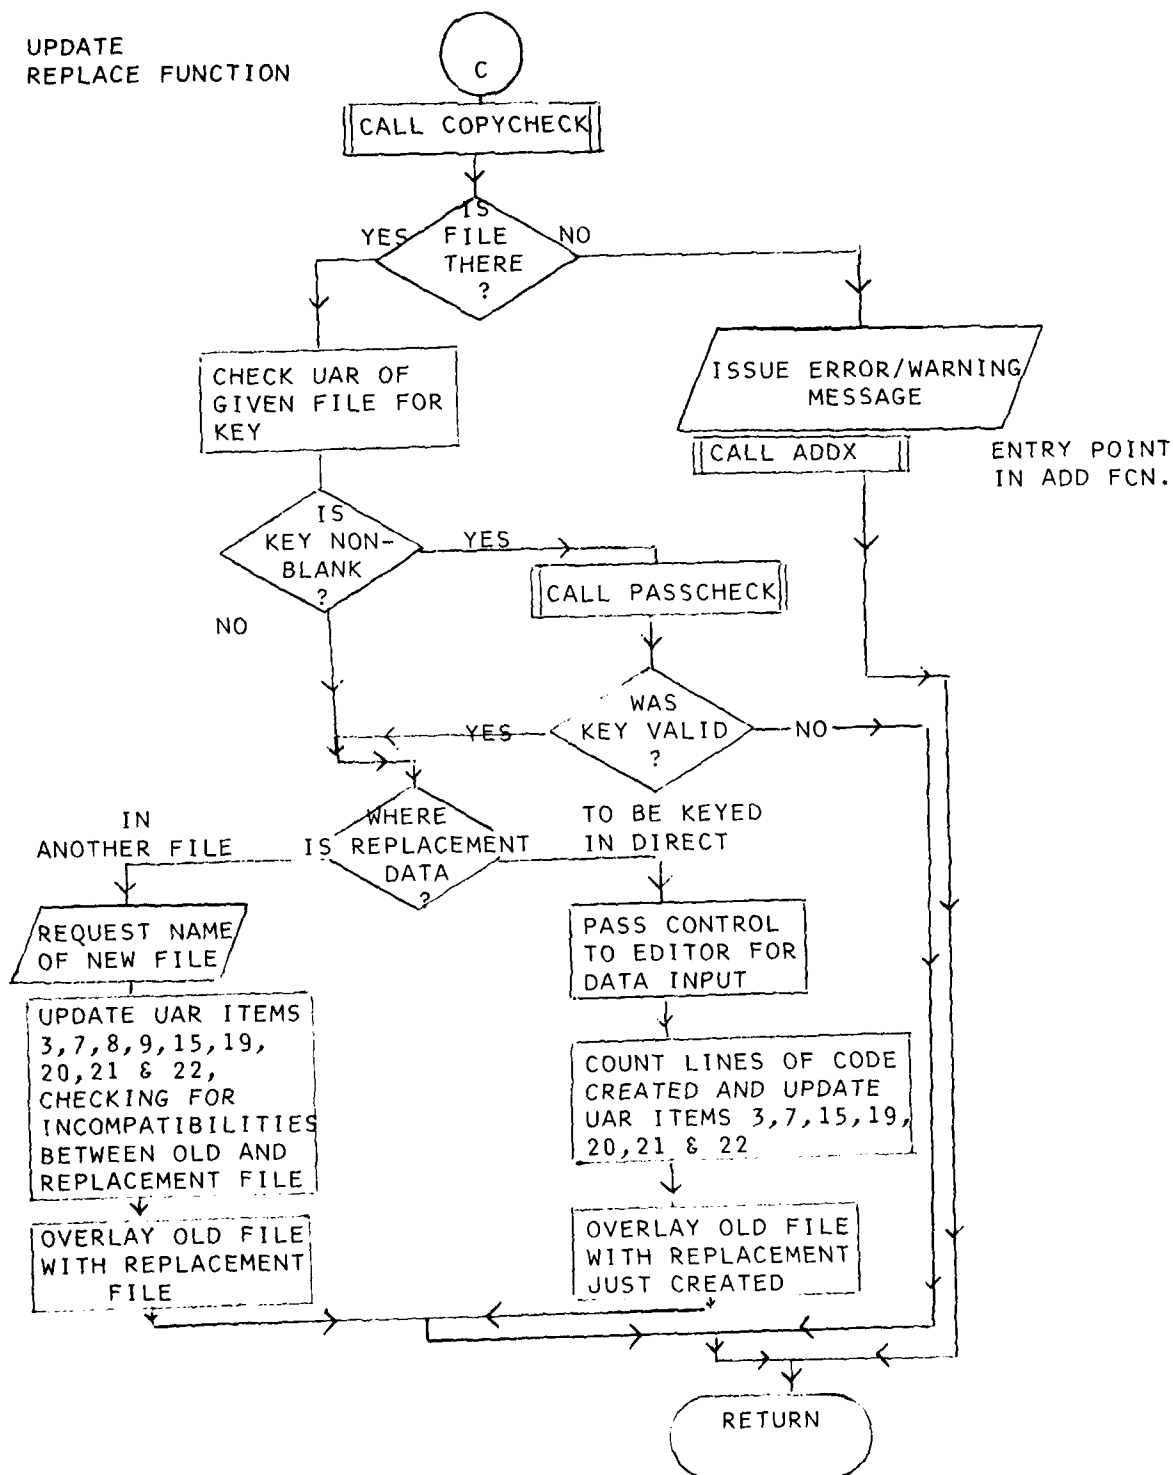 UPDATE
REPLACE FUNCTION
C
CALL COPYCHECK
IS
FILE
THERE
?
YES
NO
CHECK UAR OF
GIVEN FILE FOR
KEY
ISSUE ERROR/WARNING
MESSAGE
CALL ADDX
ENTRY POINT
IN ADD FCN.
IS
KEY NON-
BLANK
?
YES
NO
CALL PASSCHECK
WAS
KEY VALID
?
YES
NO
WHERE
IS REPLACEMENT
DATA
?
IN
ANOTHER FILE
TO BE KEYED
IN DIRECT
REQUEST NAME
OF NEW FILE
UPDATE UAR ITEMS
3,7,8,9,15,19,
20,21 & 22,
CHECKING FOR
INCOMPATIBILITIES
BETWEEN OLD AND
REPLACEMENT FILE
OVERLAY OLD FILE
WITH REPLACEMENT
FILE
PASS CONTROL
TO EDITOR FOR
DATA INPUT
COUNT LINES OF CODE
CREATED AND UPDATE
UAR ITEMS 3,7,15,19,
20,21 & 22
OVERLAY OLD FILE
WITH REPLACEMENT
JUST CREATED
RETURN